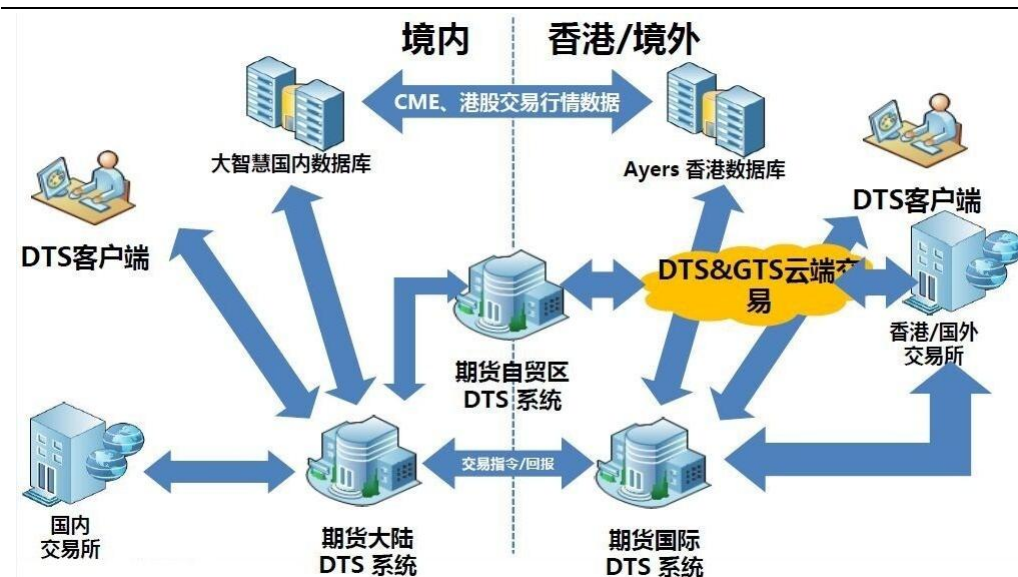 境内
香港/境外
CME、港股交易行情数据
大智慧国内数据库
Ayers 香港数据库
DTS客户端
DTS客户端
DTS&GTS云端交
易
香港/国外
交易所
期货自贸区
DTS 系统
交易指令/回报
国内
交易所
期货大陆
DTS 系统
期货国际
DTS 系统